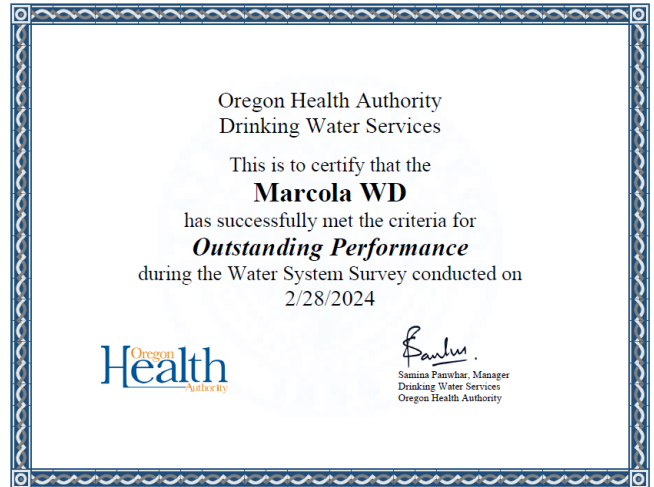 Oregon Health Authority
Drinking Water Services
This is to certify that the
Marcola WD
has successfully met the criteria for
Outstanding Performance
during the Water System Survey conducted on
2/28/2024
Oregon
Health
Authority
Samina Panwhar, Manager
Drinking Water Services
Oregon Health Authority